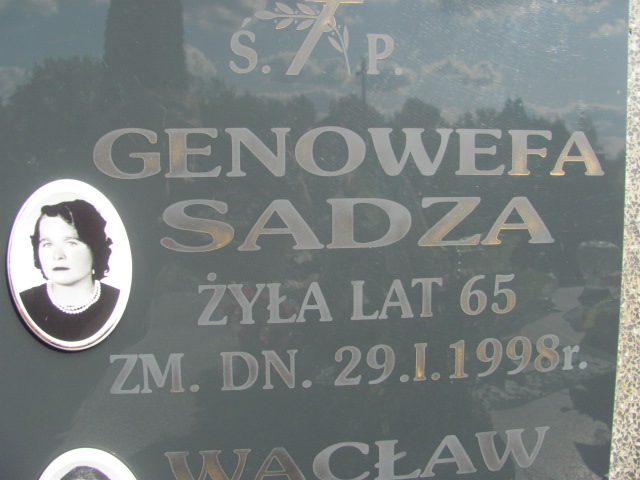 Ś. P.
GENOWEFA
SADZA
ŻYŁA LAT 65
ZM. DN. 29.I.1998r.
WACŁAW